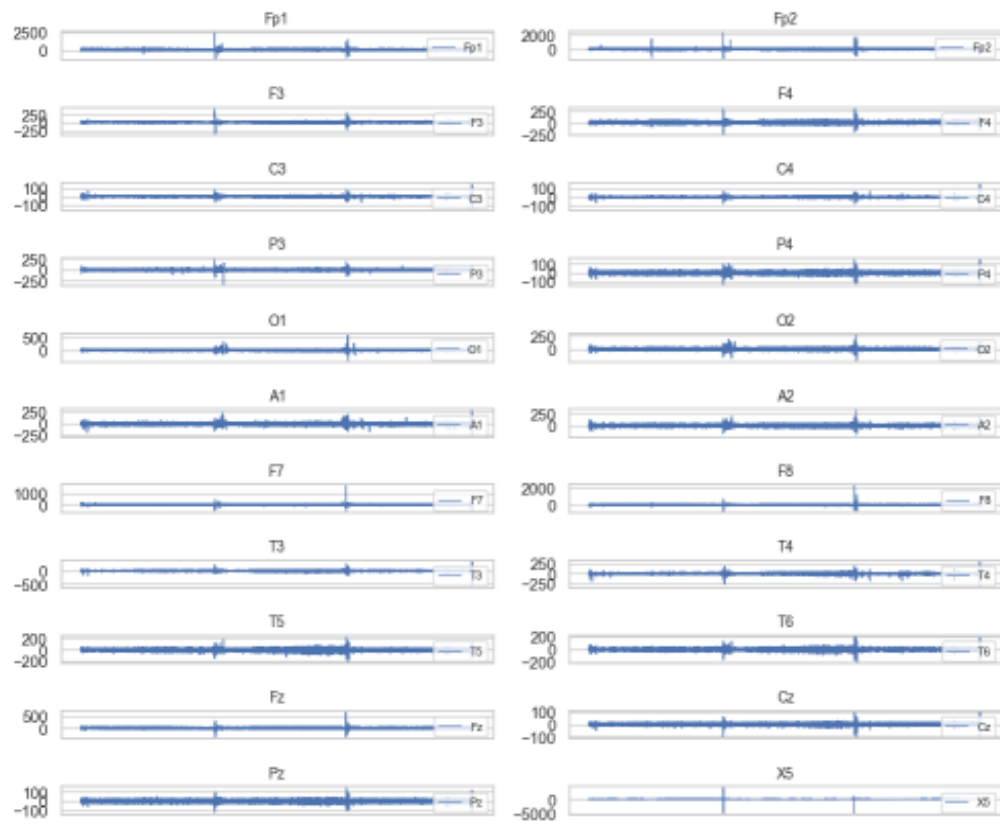 Fp1 Fp2
2500 2000
0 Fp1 0 Fp2
F3 F4
250 250
0 F3 0 F4
−250 −250
C3 C4
100 100
0 C3 0 C4
−100 −100
P3 P4
250 100
0 P3 0 P4
−250 −100
O1 O2
500 250
0 O1 0 O2
A1 A2
250 250
0 A1 0 A2
−250
F7 F8
1000 2000
0 F7 0 F8
T3 T4
0 T3 250
−500 0 T4
−250
T5 T6
200 200
0 T5 0 T6
−200 −200
Fz Cz
500 100
0 Fz 0 Cz
−100
Pz X5
100 0 X5
0 Pz −5000
−100